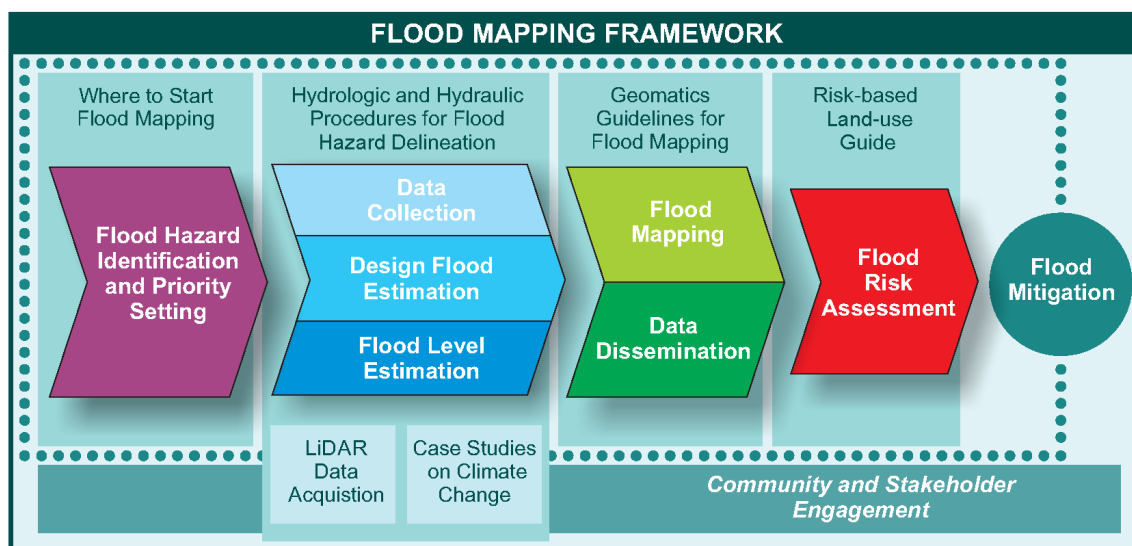 FLOOD MAPPING FRAMEWORK
Where to Start
Flood Mapping
Hydrologic and Hydraulic
Procedures for Flood
Hazard Delineation
Geomatics
Guidelines for
Flood Mapping
Risk-based
Land-use
Guide
Flood Hazard
Identification
and Priority
Setting
Data
Collection
Design Flood
Estimation
Flood Level
Estimation
Flood
Mapping
Data
Dissemination
Flood
Risk
Assessment
Flood
Mitigation
LiDAR
Data
Acquistion
Case Studies
on Climate
Change
Community and Stakeholder
Engagement